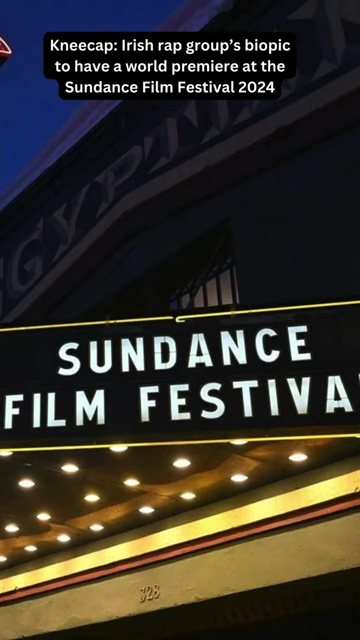 Kneecap: Irish rap group's biopic
to have a world premiere at the
Sundance Film Festival 2024
EGYPTIAN
SUNDANCE
FILM FESTIVA
328